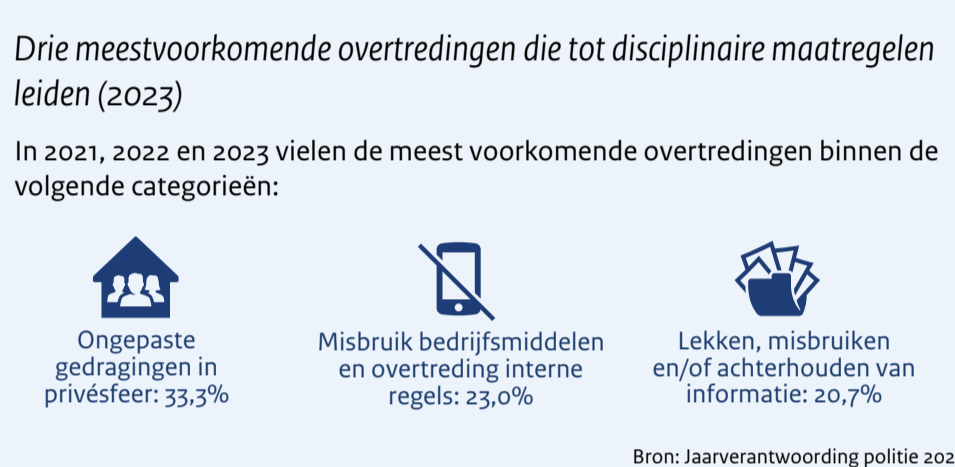 Drie meestvoorkomende overtredingen die tot disciplinaire maatregelen
leiden (2023)
In 2021, 2022 en 2023 vielen de meest voorkomende overtredingen binnen de
volgende categorieën:
Ongepaste
gedragingen in
privésfeer: 33,3%
Misbruik bedrijfsmiddelen
en overtreding interne
regels: 23,0%
Lekken, misbruiken
en/of achterhouden van
informatie: 20,7%
Bron: Jaarverantwoording politie 202